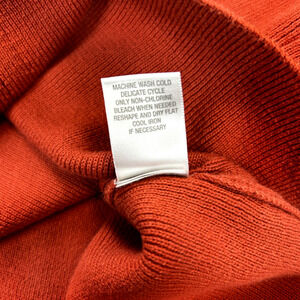 MACHINE WASH COLD
DELICATE CYCLE
ONLY NON-CHLORINE
BLEACH WHEN NEEDED
RESHAPE AND DRY FLAT
COOL IRON
IF NECESSARY